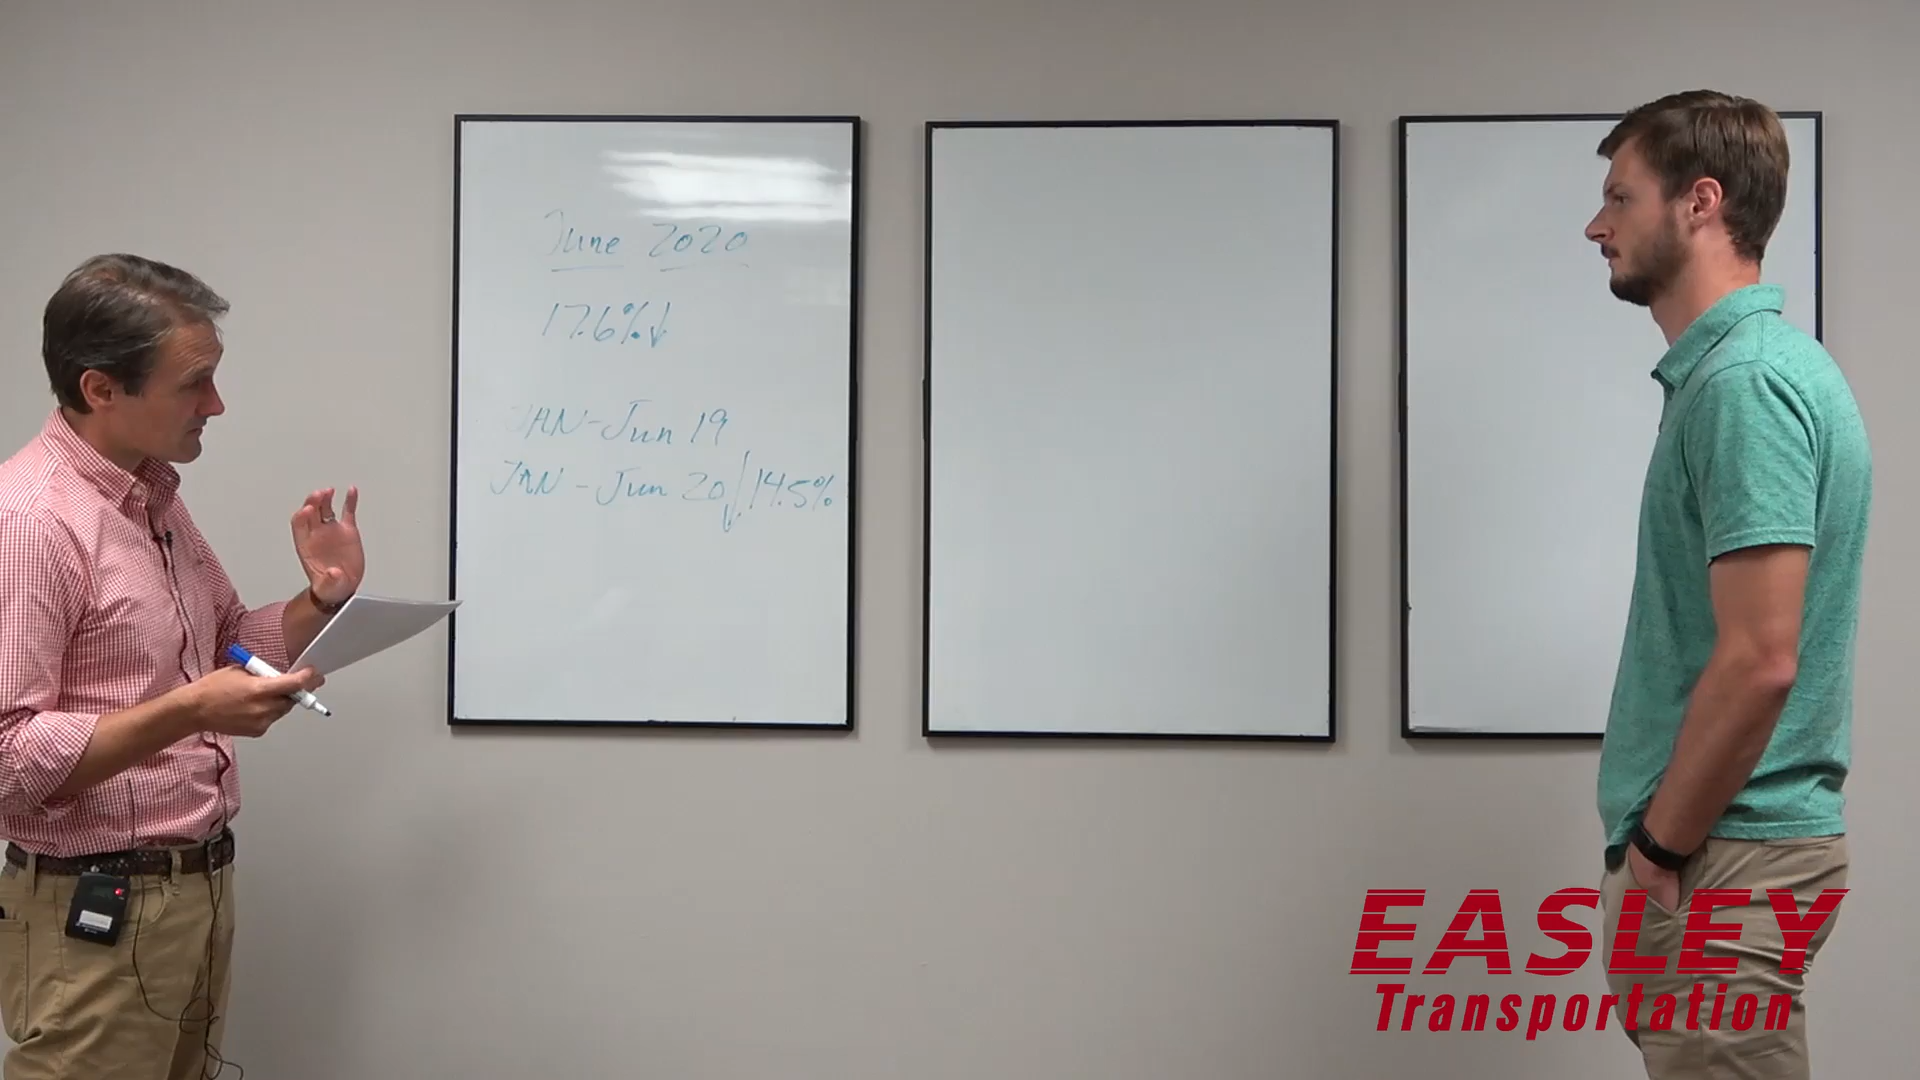 June 2020
17.6%↓
JAN-Jun 19
JAN - Jun 20↓14.5%
EASLEY
Transportation